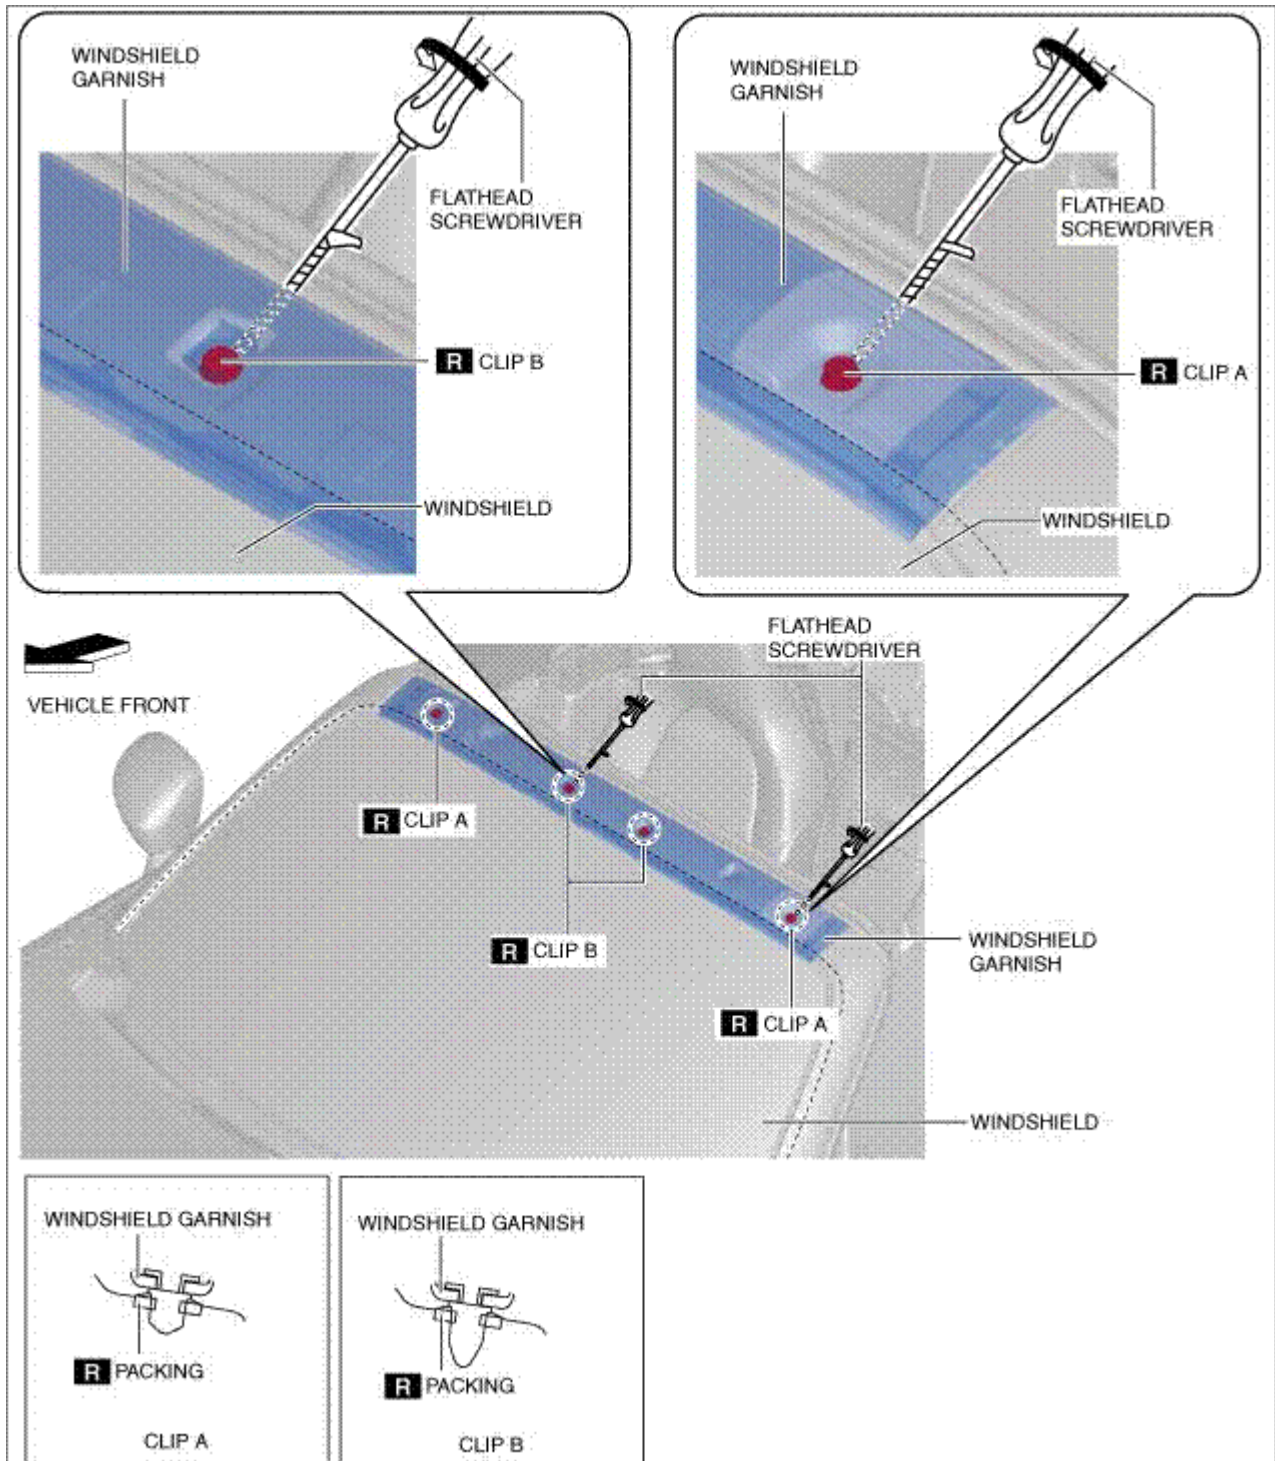 WINDSHIELD
GARNISH
FLATHEAD
SCREWDRIVER
R CLIP B
WINDSHIELD
WINDSHIELD
GARNISH
FLATHEAD
SCREWDRIVER
R CLIP A
WINDSHIELD
VEHICLE FRONT
FLATHEAD
SCREWDRIVER
R CLIP A
R CLIP B
WINDSHIELD
GARNISH
R CLIP A
WINDSHIELD
WINDSHIELD GARNISH
R PACKING
CLIP A
WINDSHIELD GARNISH
R PACKING
CLIP B